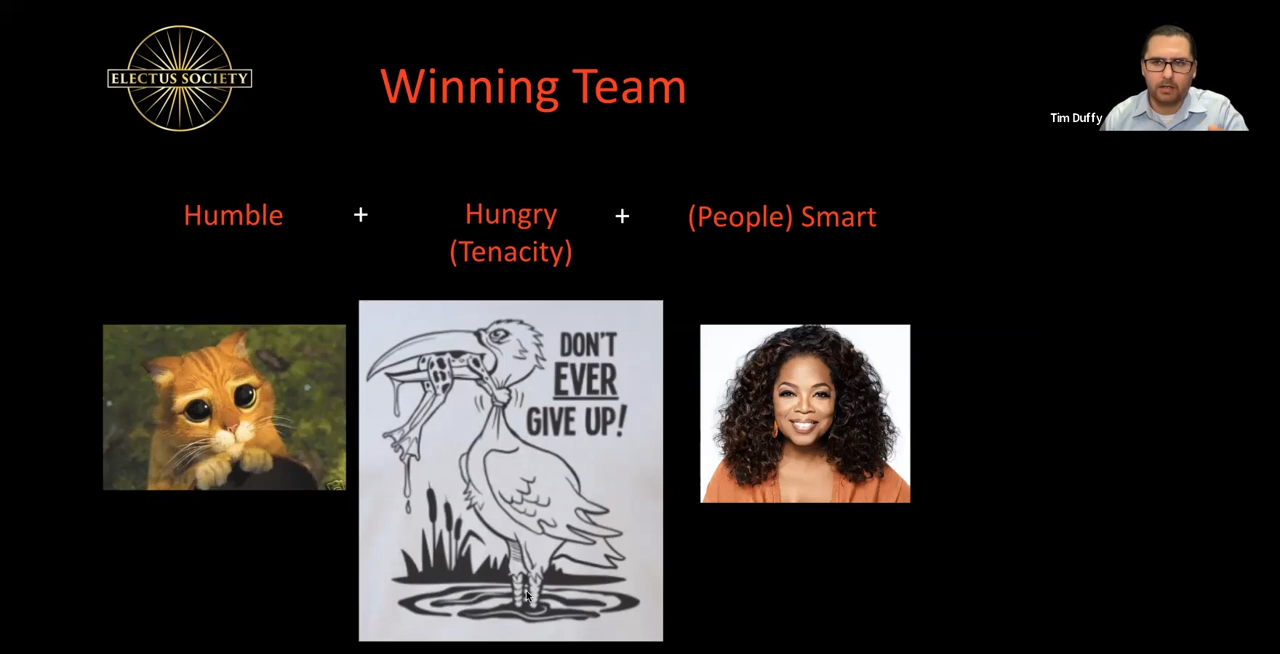 ELECTUS SOCIETY
Winning Team
Tim Duffy
Humble + Hungry + (People) Smart
(Tenacity)
DON'T
EVER
GIVE UP!